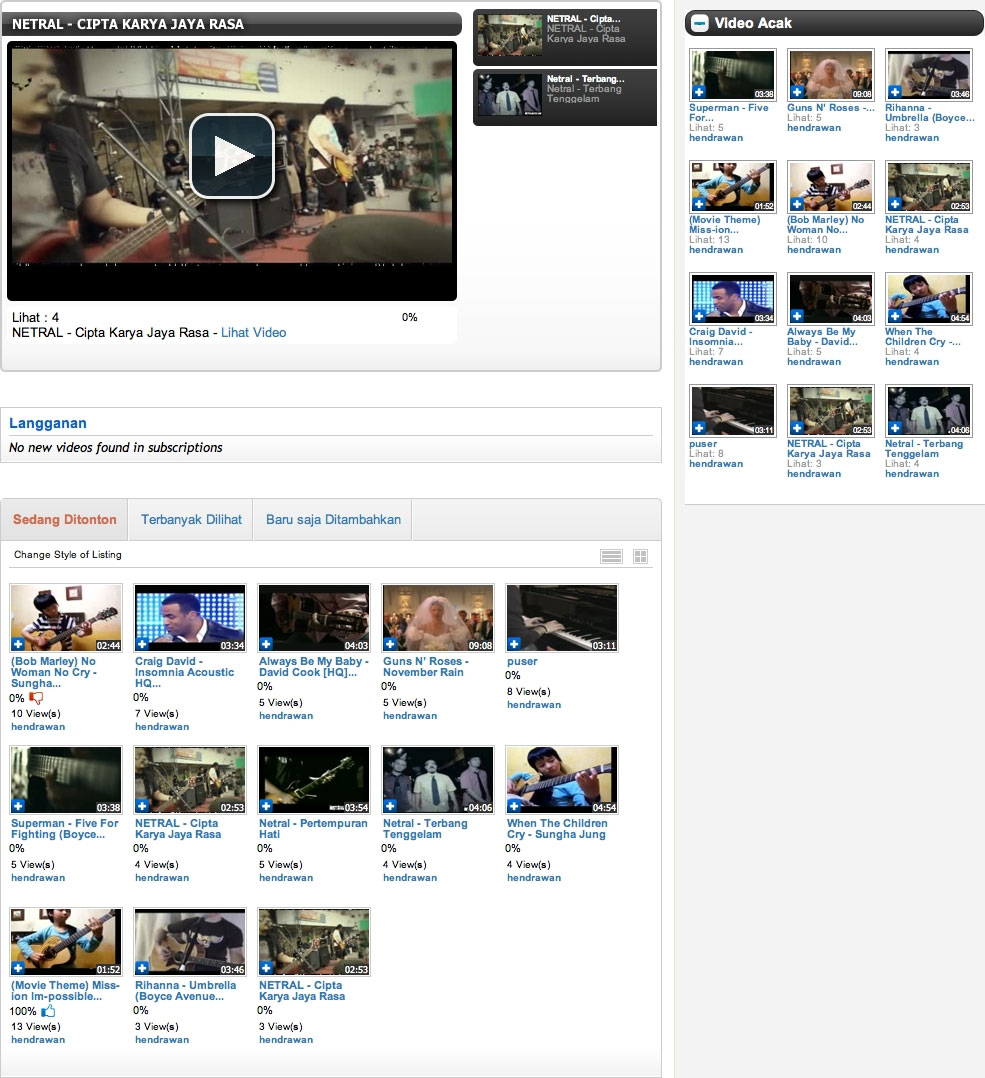 NETRAL - CIPTA KARYA JAYA RASA
Lihat : 4
0%
NETRAL - Cipta Karya Jaya Rasa - Lihat Video
NETRAL - Cipta...
NETRAL - Cipta
Karya Jaya Rasa
Netral - Terbang...
Netral - Terbang
Tenggelam
Langganan
No new videos found in subscriptions
Sedang Ditonton
Terbanyak Dilihat
Baru saja Ditambahkan
Change Style of Listing
02:44
(Bob Marley) No
Woman No Cry -
Sungha...
0%
10 View(s)
hendrawan
03:34
Craig David -
Insomnia Acoustic
HQ...
0%
7 View(s)
hendrawan
04:03
Always Be My Baby -
David Cook [HQ]...
0%
5 View(s)
hendrawan
09:08
Guns N' Roses -
November Rain
0%
5 View(s)
hendrawan
03:11
puser
0%
8 View(s)
hendrawan
03:38
Superman - Five For
Fighting (Boyce...
0%
5 View(s)
hendrawan
02:53
NETRAL - Cipta
Karya Jaya Rasa
0%
4 View(s)
hendrawan
03:54
Netral - Pertempuran
Hati
0%
5 View(s)
hendrawan
04:06
Netral - Terbang
Tenggelam
0%
4 View(s)
hendrawan
04:54
When The Children
Cry - Sungha Jung
0%
4 View(s)
hendrawan
01:52
(Movie Theme) Miss-
ion Im-possible...
100%
13 View(s)
hendrawan
03:46
Rihanna - Umbrella
(Boyce Avenue...
0%
3 View(s)
hendrawan
02:53
NETRAL - Cipta
Karya Jaya Rasa
0%
3 View(s)
hendrawan
Video Acak
03:38
Superman - Five
For...
Lihat: 5
hendrawan
09:08
Guns N' Roses -...
Lihat: 5
hendrawan
03:46
Rihanna -
Umbrella (Boyce...
Lihat: 3
hendrawan
01:52
(Movie Theme)
Miss-ion...
Lihat: 13
hendrawan
02:44
(Bob Marley) No
Woman No...
Lihat: 10
hendrawan
02:53
NETRAL - Cipta
Karya Jaya Rasa
Lihat: 4
hendrawan
03:34
Craig David -
Insomnia...
Lihat: 7
hendrawan
04:03
Always Be My
Baby - David...
Lihat: 5
hendrawan
04:54
When The
Children Cry -...
Lihat: 4
hendrawan
03:11
puser
Lihat: 8
hendrawan
02:53
NETRAL - Cipta
Karya Jaya Rasa
Lihat: 3
hendrawan
04:06
Netral - Terbang
Tenggelam
Lihat: 4
hendrawan